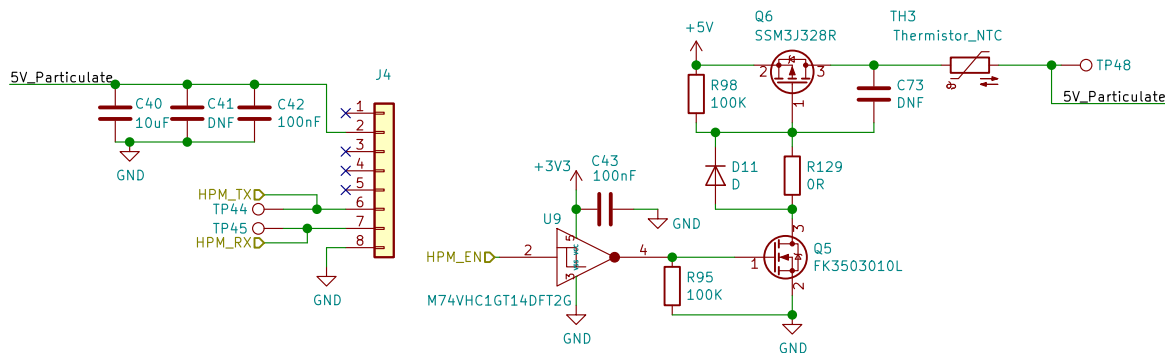 5V_Particulate
C40
10uF
C41
DNF
C42
100nF
GND
J4
1
2
3
4
5
6
7
8
HPM_TX
TP44
TP45
HPM_RX
GND
HPM_EN
2
U9
M74VHC1GT14DFT2G
5
3
4
+3V3
C43
100nF
GND
GND
R95
100K
Q5
FK3503010L
1
3
2
GND
+5V
R98
100K
Q6
SSM3J328R
2
3
1
D11
D
R129
0R
C73
DNF
TH3
Thermistor_NTC
TP48
5V_Particulate